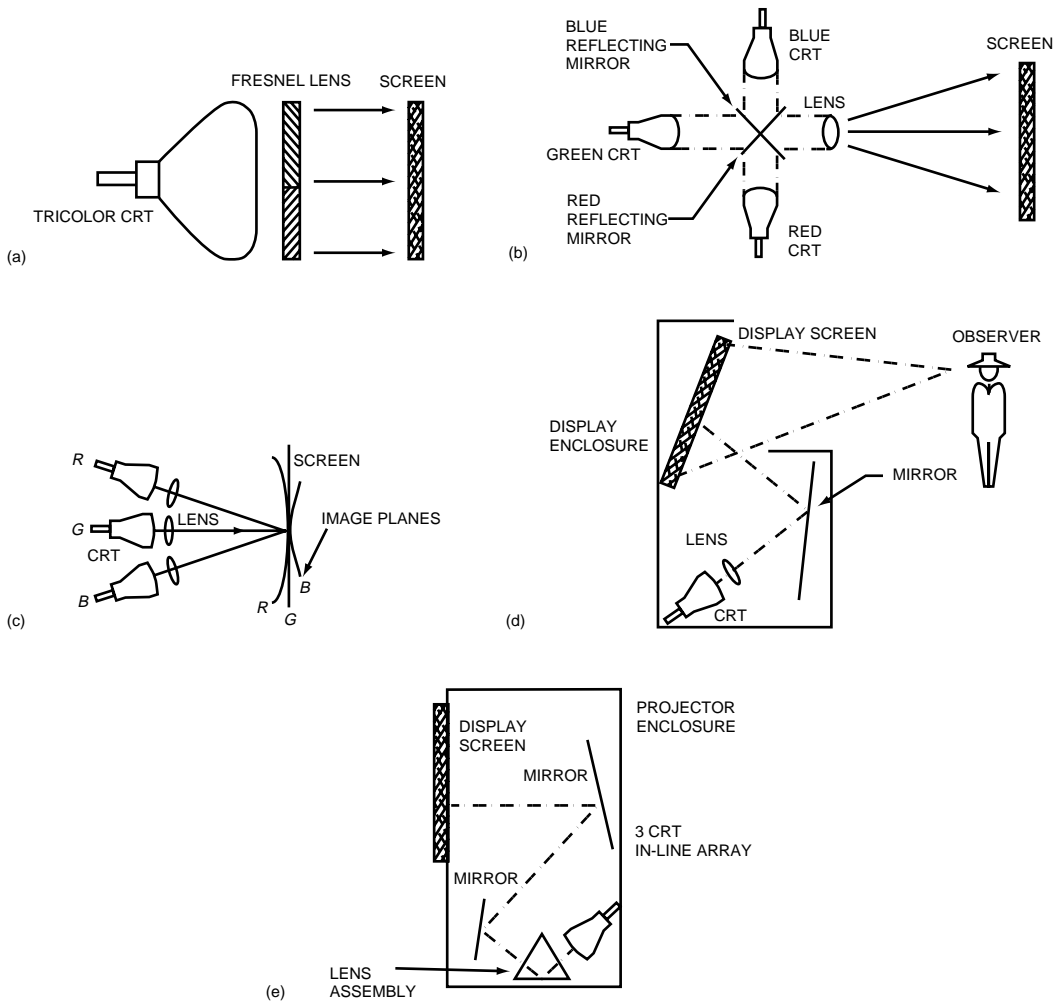 FRESNEL LENS
SCREEN
TRICOLOR CRT
(a)
BLUE
REFLECTING
MIRROR
BLUE
CRT
SCREEN
LENS
GREEN CRT
RED
REFLECTING
MIRROR
RED
CRT
(b)
R
G
B
CRT
LENS
SCREEN
IMAGE PLANES
R
G
B
(c)
DISPLAY SCREEN
OBSERVER
DISPLAY
ENCLOSURE
MIRROR
LENS
CRT
(d)
DISPLAY
SCREEN
PROJECTOR
ENCLOSURE
MIRROR
3 CRT
IN-LINE ARRAY
MIRROR
LENS
ASSEMBLY
(e)